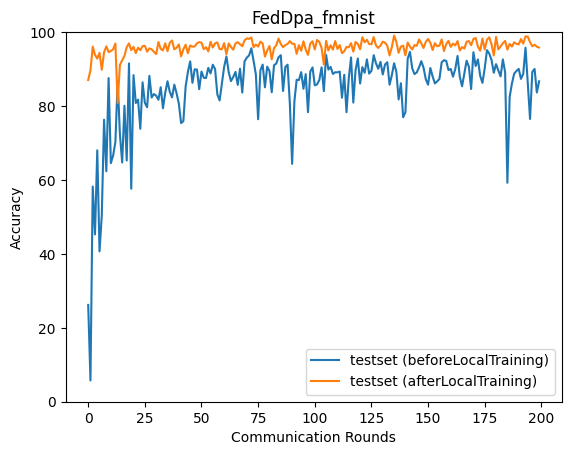 FedDpa_fmnist
Accuracy
100
80
60
40
20
0
testset (beforeLocalTraining)
testset (afterLocalTraining)
0 25 50 75 100 125 150 175 200
Communication Rounds